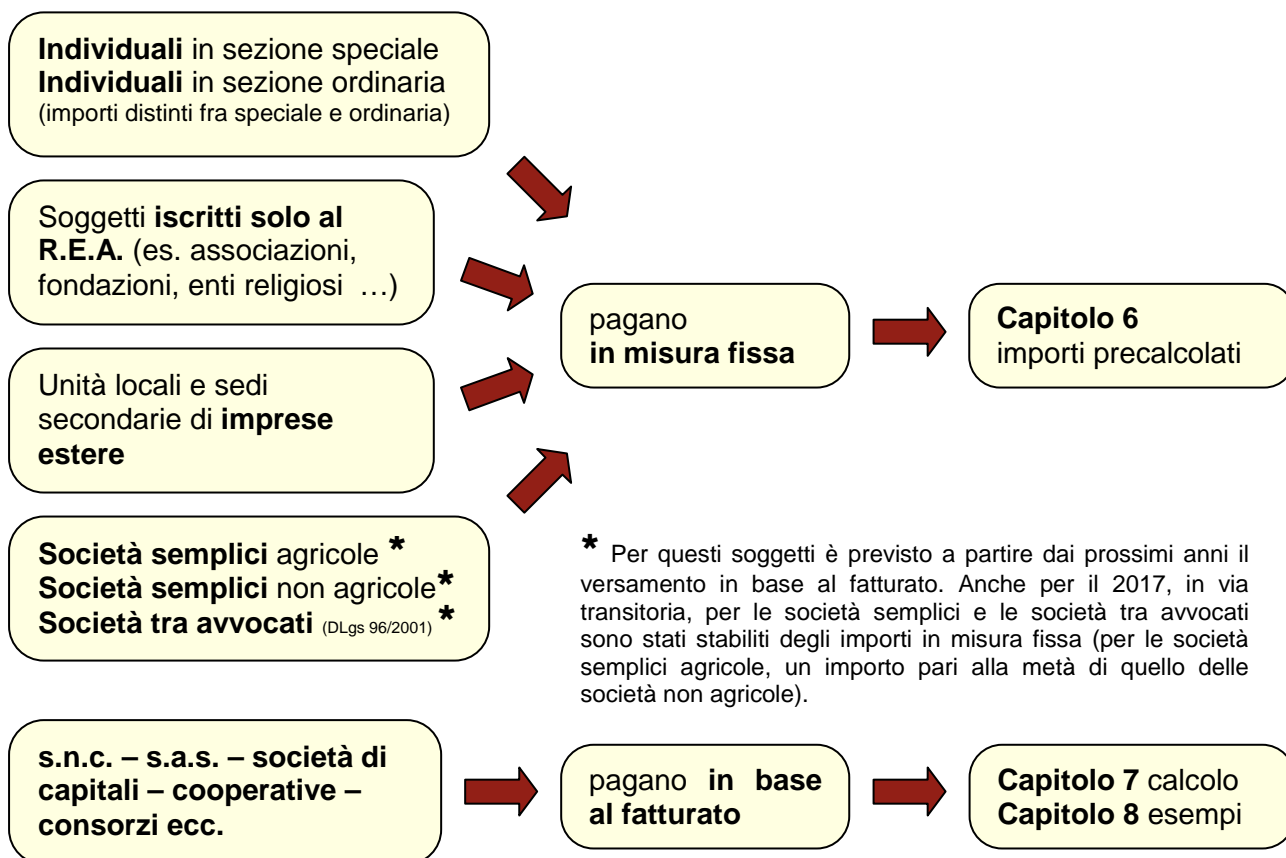 Individuali in sezione speciale
Individuali in sezione ordinaria
(importi distinti fra speciale e ordinaria)
Soggetti iscritti solo al
R.E.A. (es. associazioni,
fondazioni, enti religiosi …)
Unità locali e sedi
secondarie di imprese
estere
Società semplici agricole *
Società semplici non agricole*
Società tra avvocati (DLgs 96/2001) *
pagano
in misura fissa
Capitolo 6
importi precalcolati
* Per questi soggetti è previsto a partire dai prossimi anni il
versamento in base al fatturato. Anche per il 2017, in via
transitoria, per le società semplici e le società tra avvocati
sono stati stabiliti degli importi in misura fissa (per le società
semplici agricole, un importo pari alla metà di quello delle
società non agricole).
s.n.c. – s.a.s. – società di
capitali – cooperative –
consorzi ecc.
pagano in base
al fatturato
Capitolo 7 calcolo
Capitolo 8 esempi